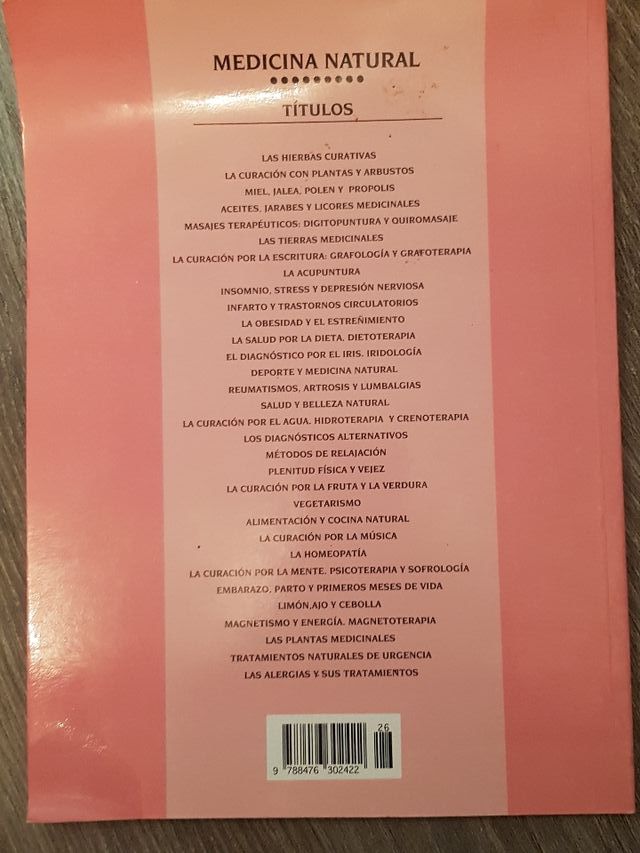 MEDICINA NATURAL
TÍTULOS
LAS HIERBAS CURATIVAS
LA CURACIÓN CON PLANTAS Y ARBUSTOS
MIEL, JALEA, POLEN Y PROPOLIS
ACEITES, JARABES Y LICORES MEDICINALES
MASAJES TERAPÉUTICOS: DIGITOPUNTURA Y QUIROMASAJE
LAS TIERRAS MEDICINALES
LA CURACIÓN POR LA ESCRITURA: GRAFOLOGÍA Y GRAFOTERAPIA
LA ACUPUNTURA
INSOMNIO, STRESS Y DEPRESIÓN NERVIOSA
INFARTO Y TRASTORNOS CIRCULATORIOS
LA OBESIDAD Y EL ESTREÑIMIENTO
LA SALUD POR LA DIETA. DIETOTERAPIA
EL DIAGNÓSTICO POR EL IRIS. IRIDOLOGÍA
DEPORTE Y MEDICINA NATURAL
REUMATISMOS, ARTROSIS Y LUMBALGIAS
SALUD Y BELLEZA NATURAL
LA CURACIÓN POR EL AGUA. HIDROTERAPIA Y CRENOTERAPIA
LOS DIAGNÓSTICOS ALTERNATIVOS
MÉTODOS DE RELAJACIÓN
PLENITUD FÍSICA Y VEJEZ
LA CURACIÓN POR LA FRUTA Y LA VERDURA
VEGETARISMO
ALIMENTACIÓN Y COCINA NATURAL
LA CURACIÓN POR LA MÚSICA
LA HOMEOPATÍA
LA CURACIÓN POR LA MENTE. PSICOTERAPIA Y SOFROLOGÍA
EMBARAZO, PARTO Y PRIMEROS MESES DE VIDA
LIMÓN,AJO Y CEBOLLA
MAGNETISMO Y ENERGÍA. MAGNETOTERAPIA
LAS PLANTAS MEDICINALES
TRATAMIENTOS NATURALES DE URGENCIA
LAS ALERGIAS Y SUS TRATAMIENTOS
26
9 788476 302422